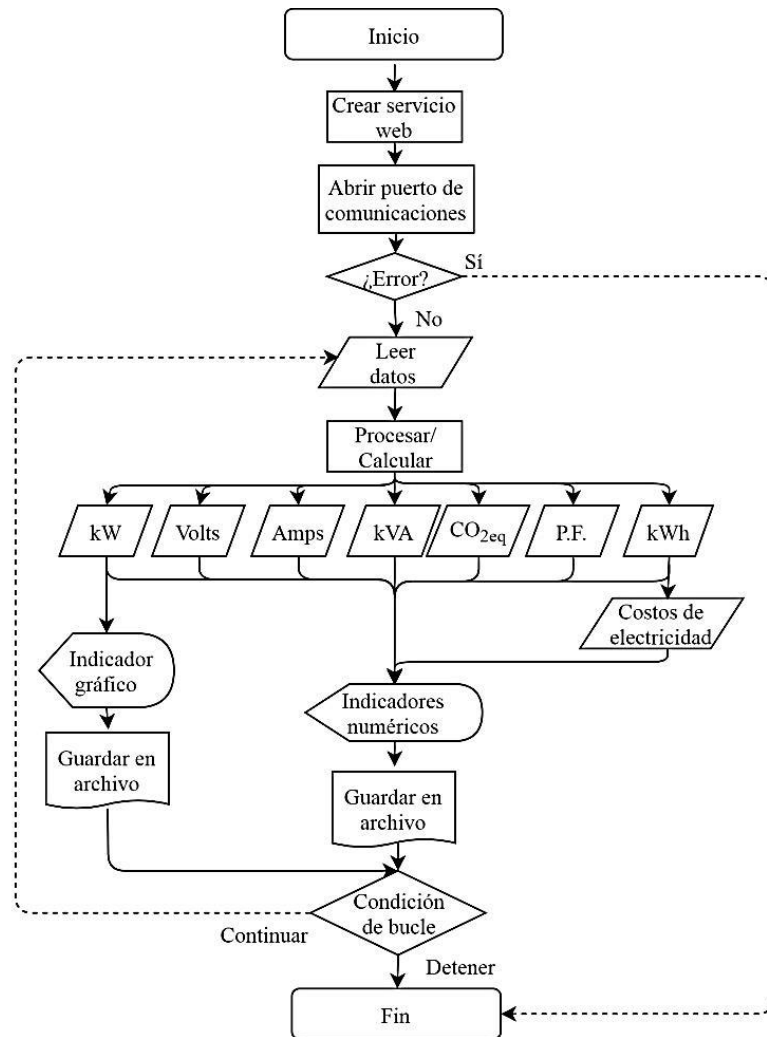 Inicio
Crear servicio
web
Abrir puerto de
comunicaciones
¿Error?
Sí
No
Leer
datos
Procesar/
Calcular
kW
Volts
Amps
kVA
CO2eq
P.F.
kWh
Costos de
electricidad
Indicador
gráfico
Indicadores
numéricos
Guardar en
archivo
Guardar en
archivo
Condición
de bucle
Continuar
Detener
Fin